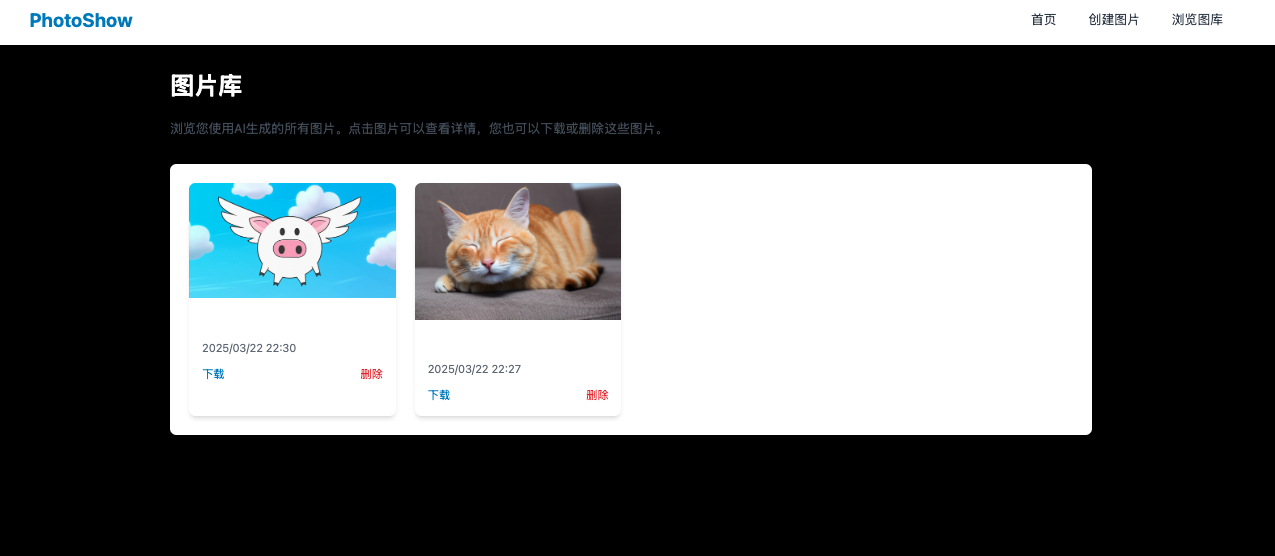 PhotoShow
首页 创建图片 浏览图库
图片库
浏览您使用AI生成的所有图片。点击图片可以查看详情，您也可以下载或删除这些图片。
2025/03/22 22:30
下载 删除
2025/03/22 22:27
下载 删除